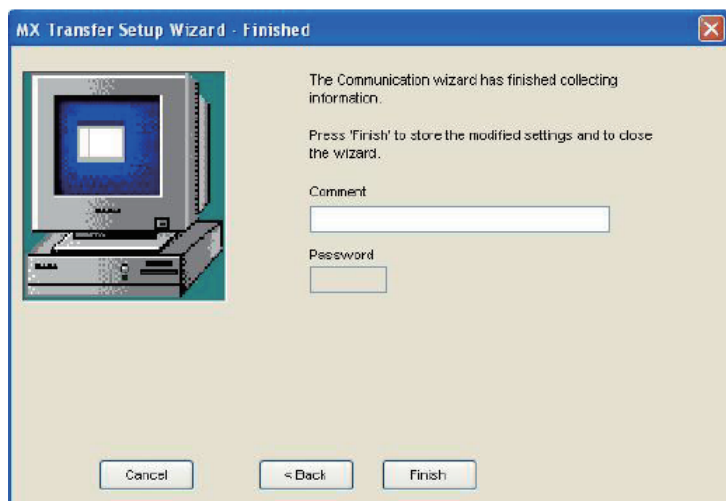 MX Transfer Setup Wizard - Finished
The Communication wizard has finished collecting
information.
Press 'Finish' to store the modified settings and to close
the wizard.
Comment
Password
Cancel
< Back
Finish